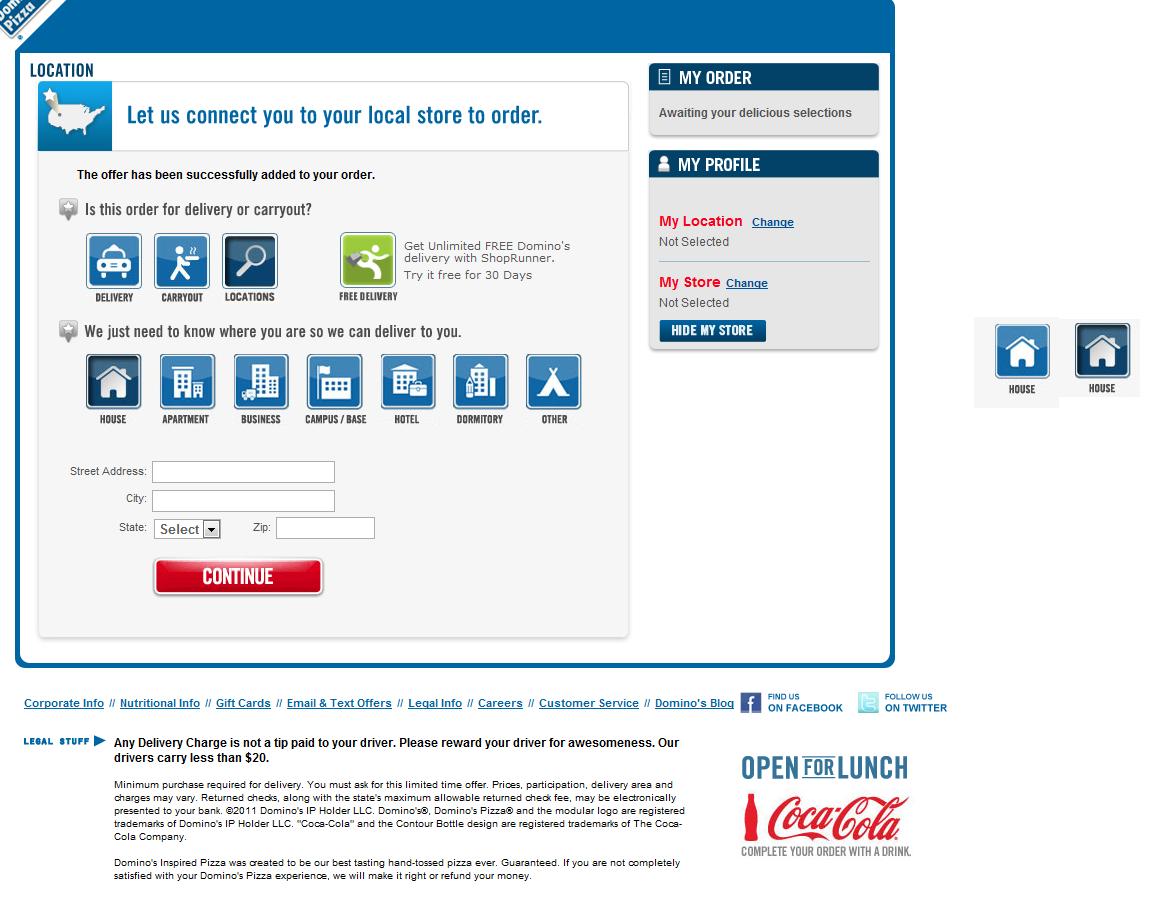 Domi
Pizza
LOCATION
Let us connect you to your local store to order.
The offer has been successfully added to your order.
Is this order for delivery or carryout?
DELIVERY
CARRYOUT
LOCATIONS
FREE DELIVERY
Get Unlimited FREE Domino's
delivery with ShopRunner.
Try it free for 30 Days
We just need to know where you are so we can deliver to you.
HOUSE
APARTMENT
BUSINESS
CAMPUS / BASE
HOTEL
DORMITORY
OTHER
Street Address:
City:
State: Select Zip:
CONTINUE
MY ORDER
Awaiting your delicious selections
MY PROFILE
My Location Change
Not Selected
My Store Change
Not Selected
HIDE MY STORE
HOUSE
HOUSE
Corporate Info // Nutritional Info // Gift Cards // Email & Text Offers // Legal Info // Careers // Customer Service // Domino's Blog
FIND US
ON FACEBOOK
FOLLOW US
ON TWITTER
LEGAL STUFF
Any Delivery Charge is not a tip paid to your driver. Please reward your driver for awesomeness. Our
drivers carry less than $20.
Minimum purchase required for delivery. You must ask for this limited time offer. Prices, participation, delivery area and
charges may vary. Returned checks, along with the state's maximum allowable returned check fee, may be electronically
presented to your bank. ©2011 Domino's IP Holder LLC. Domino's®, Domino's Pizza® and the modular logo are registered
trademarks of Domino's IP Holder LLC. "Coca-Cola" and the Contour Bottle design are registered trademarks of The Coca-
Cola Company.
Domino's Inspired Pizza was created to be our best tasting hand-tossed pizza ever. Guaranteed. If you are not completely
satisfied with your Domino's Pizza experience, we will make it right or refund your money.
OPEN FOR LUNCH
Coca-Cola
COMPLETE YOUR ORDER WITH A DRINK.